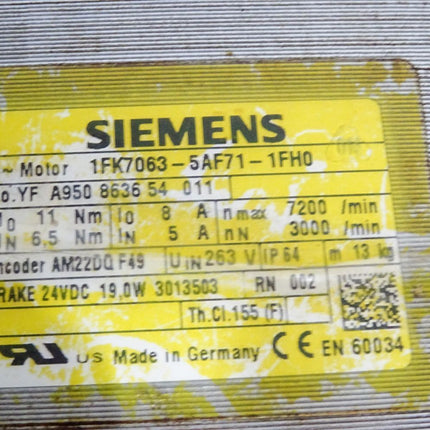 SIEMENS
~ Motor 1FK7063-5AF71-1FH0
o.YF A950 8636 54 011
0 11 Nm I0 8 A n max 7200 /min
N 6,5 Nm IN 5 A nN 3000 /min
ncoder AM22DQ F49 UIN 263 V IP 64 m 13 kg
RAKE 24VDC 19,0W 3013503 RN 002
Th.Cl.155 (F)
RU US Made in Germany CE EN 60034